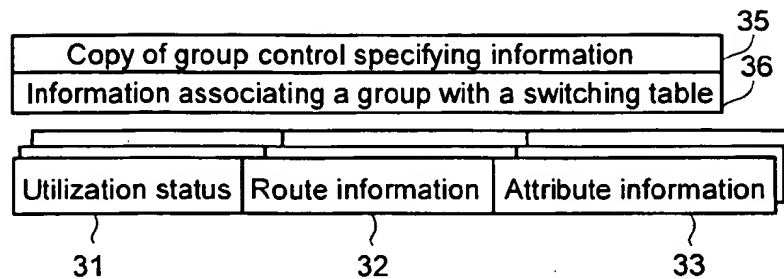 35
Copy of group control specifying information
36
Information associating a group with a switching table
Utilization status Route information Attribute information
31 32 33